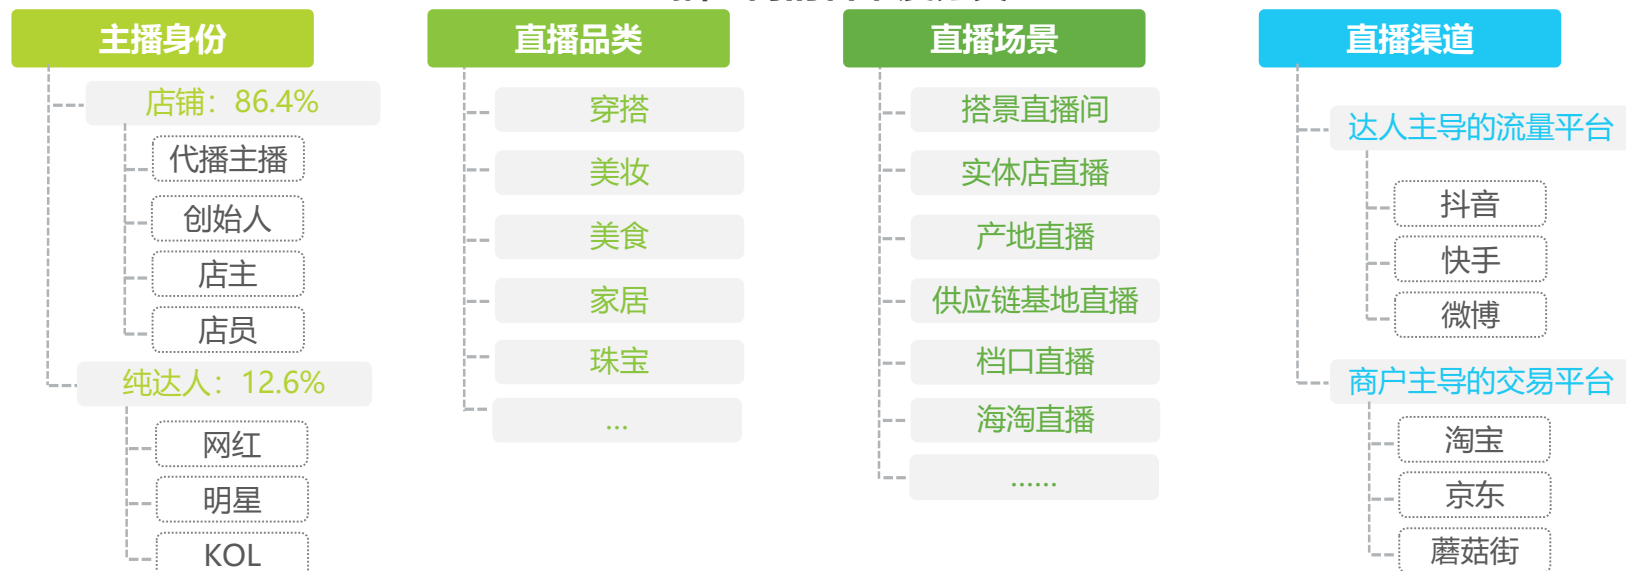 主播身份
店铺：86.4%
代播主播
创始人
店主
店员
纯达人：12.6%
网红
明星
KOL
直播品类
穿搭
美妆
美食
家居
珠宝
...
直播场景
搭景直播间
实体店直播
产地直播
供应链基地直播
档口直播
海淘直播
......
直播渠道
达人主导的流量平台
抖音
快手
微博
商户主导的交易平台
淘宝
京东
蘑菇街